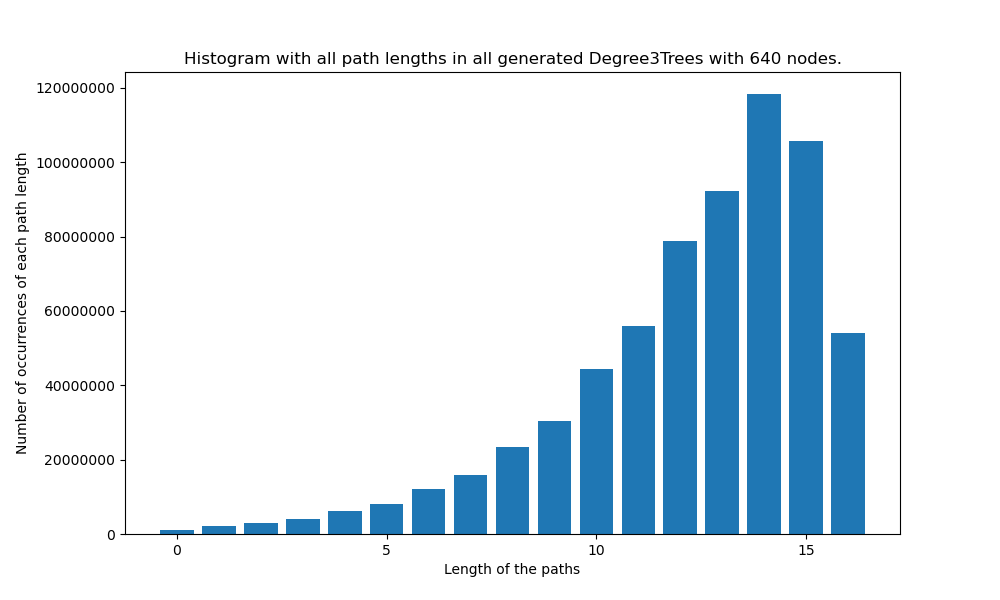 Histogram with all path lengths in all generated Degree3Trees with 640 nodes.
Number of occurrences of each path length
120000000
100000000
80000000
60000000
40000000
20000000
0
0 5 10 15
Length of the paths